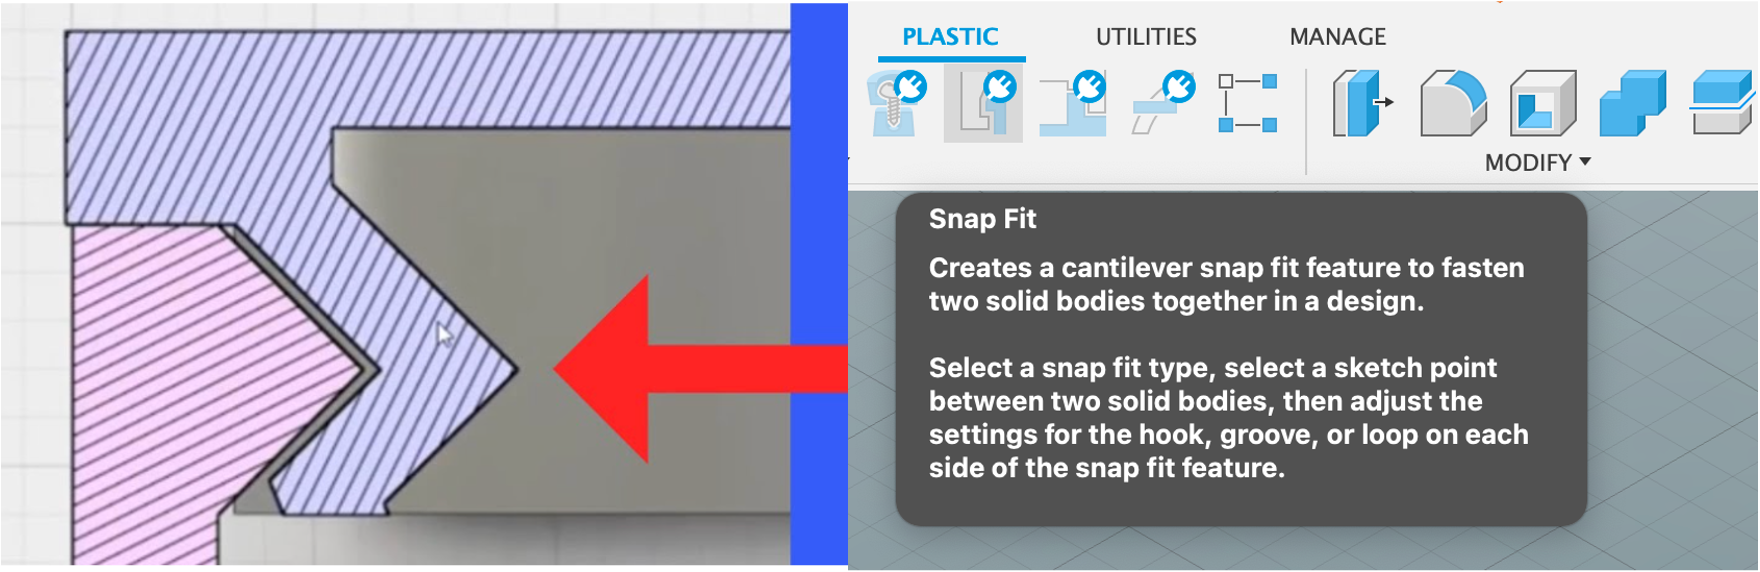 PLASTIC UTILITIES MANAGE
MODIFY
Snap Fit
Creates a cantilever snap fit feature to fasten
two solid bodies together in a design.
Select a snap fit type, select a sketch point
between two solid bodies, then adjust the
settings for the hook, groove, or loop on each
side of the snap fit feature.